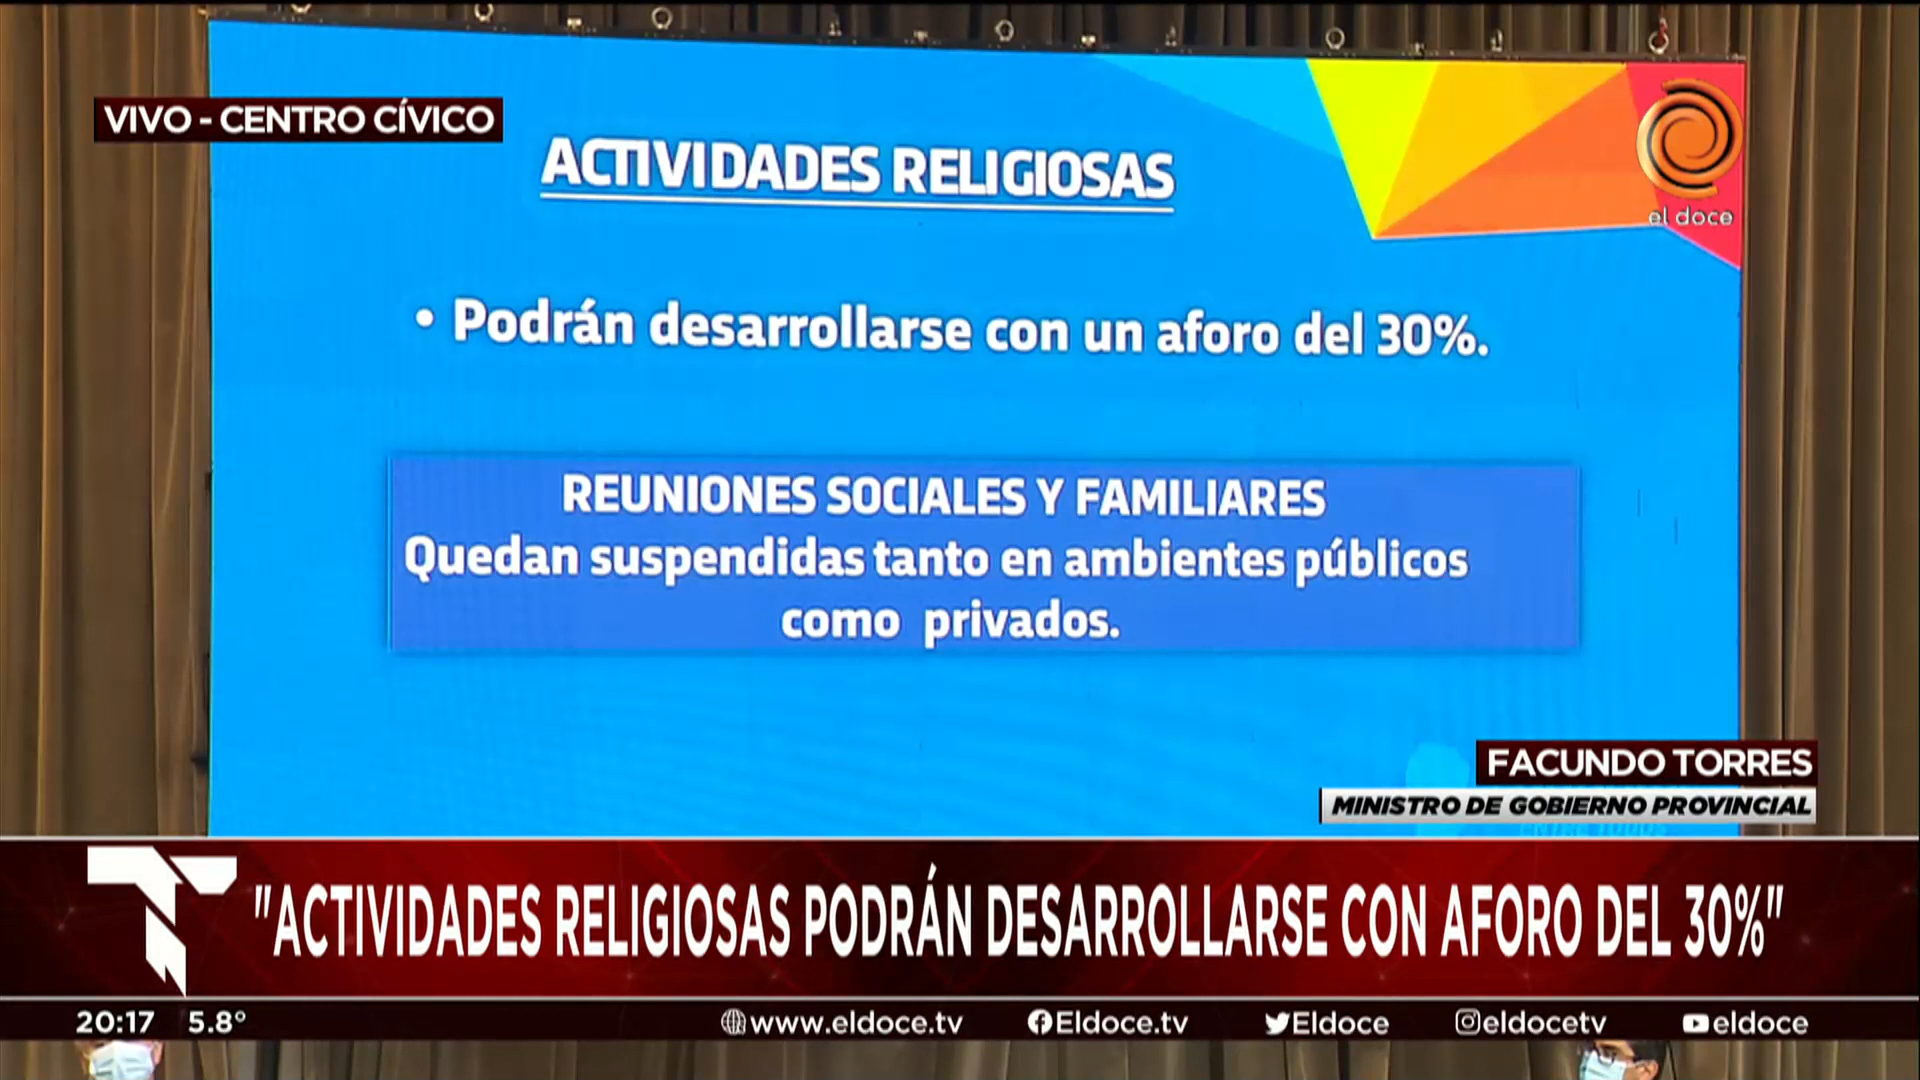 VIVO - CENTRO CÍVICO
ACTIVIDADES RELIGIOSAS
el doce
• Podrán desarrollarse con un aforo del 30%.
REUNIONES SOCIALES Y FAMILIARES
Quedan suspendidas tanto en ambientes públicos
como privados.
FACUNDO TORRES
MINISTRO DE GOBIERNO PROVINCIAL
"ACTIVIDADES RELIGIOSAS PODRÁN DESARROLLARSE CON AFORO DEL 30%"
20:17 5.8° www.eldoce.tv Eldoce.tv Eldoce eldocetv eldoce